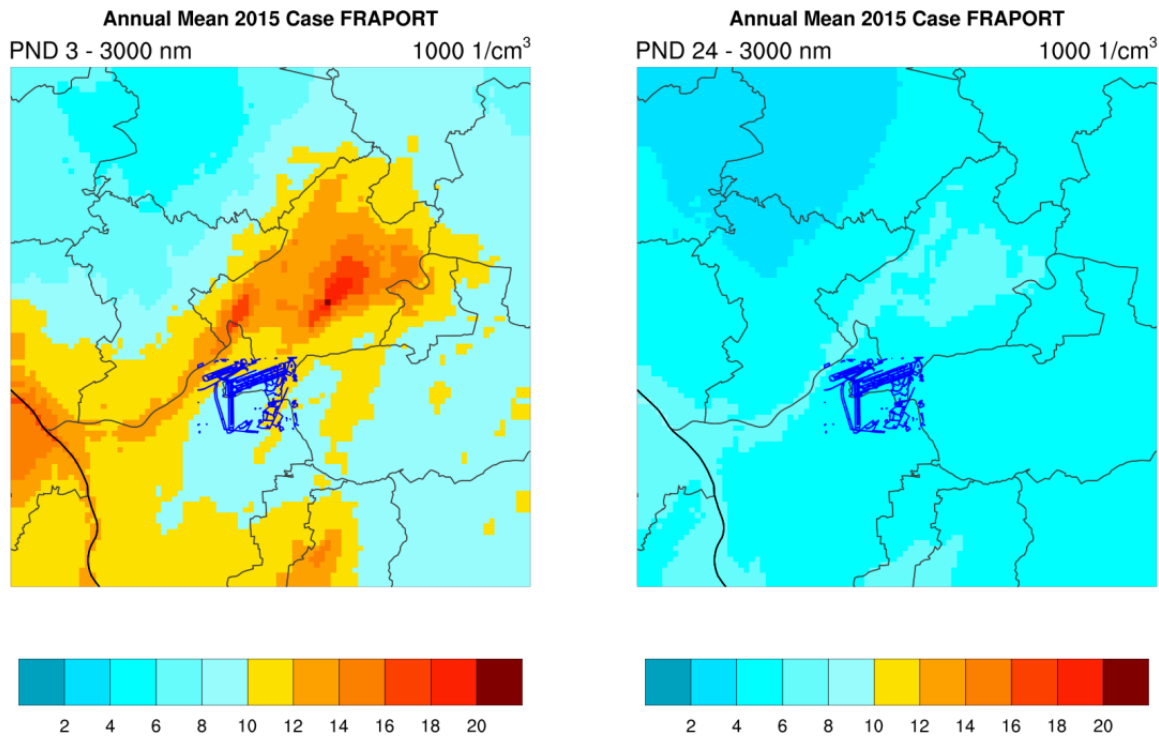 Annual Mean 2015 Case FRAPORT
PND 3 - 3000 nm 1000 1/cm³
2 4 6 8 10 12 14 16 18 20
Annual Mean 2015 Case FRAPORT
PND 24 - 3000 nm 1000 1/cm³
2 4 6 8 10 12 14 16 18 20